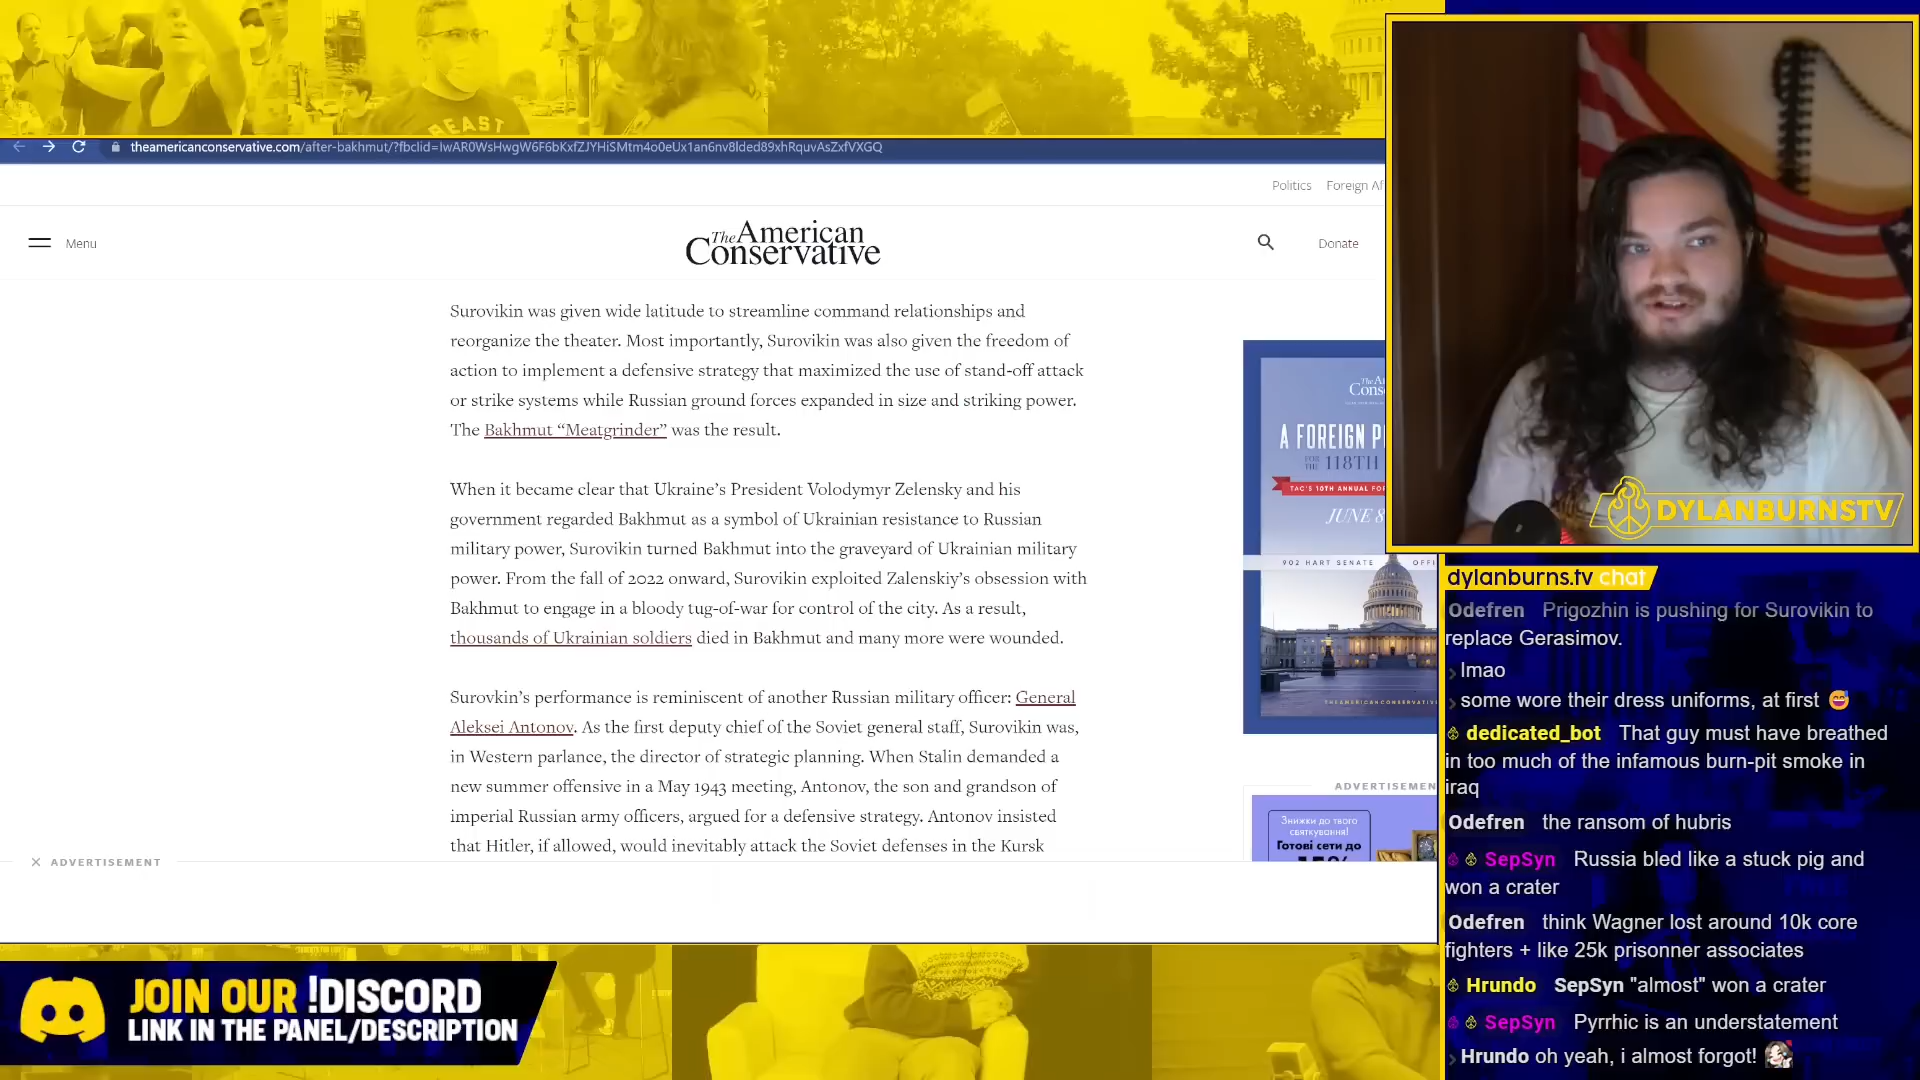 BEAST
theamericanconservative.com/after-bakhmut/?fbclid=IwAR0WsHwgW6F6bKxfZJYHiSMtm4o0eUx1an6nv8lded89xhRquvAsZxfVXGQ
Politics Foreign Af
Menu
The American
Conservative
Donate
Surovikin was given wide latitude to streamline command relationships and
reorganize the theater. Most importantly, Surovikin was also given the freedom of
action to implement a defensive strategy that maximized the use of stand-off attack
or strike systems while Russian ground forces expanded in size and striking power.
The Bakhmut “Meatgrinder” was the result.
When it became clear that Ukraine’s President Volodymyr Zelensky and his
government regarded Bakhmut as a symbol of Ukrainian resistance to Russian
military power, Surovikin turned Bakhmut into the graveyard of Ukrainian military
power. From the fall of 2022 onward, Surovikin exploited Zalenskiy’s obsession with
Bakhmut to engage in a bloody tug-of-war for control of the city. As a result,
thousands of Ukrainian soldiers died in Bakhmut and many more were wounded.
Surovkin’s performance is reminiscent of another Russian military officer: General
Aleksei Antonov. As the first deputy chief of the Soviet general staff, Surovikin was,
in Western parlance, the director of strategic planning. When Stalin demanded a
new summer offensive in a May 1943 meeting, Antonov, the son and grandson of
imperial Russian army officers, argued for a defensive strategy. Antonov insisted
that Hitler, if allowed, would inevitably attack the Soviet defenses in the Kursk
ADVERTISEMENT
The A
Cons
A FOREIGN P
FOR THE 118TH
TAC'S 10TH ANNUAL FOR
JUNE 8
902 HART SENATE OFFI
THEAMERICANCONSERVATIV
ADVERTISEMEN
Знижки до твого
святкування!
Готові сети до
DYLANBURNSTV
dylanburns.tv chat
Odefren Prigozhin is pushing for Surovikin to
replace Gerasimov.
lmao
some wore their dress uniforms, at first
dedicated_bot That guy must have breathed
in too much of the infamous burn-pit smoke in
iraq
Odefren the ransom of hubris
SepSyn Russia bled like a stuck pig and
won a crater
Odefren think Wagner lost around 10k core
fighters + like 25k prisonner associates
Hrundo SepSyn "almost" won a crater
SepSyn Pyrrhic is an understatement
Hrundo oh yeah, i almost forgot!
JOIN OUR !DISCORD
LINK IN THE PANEL/DESCRIPTION